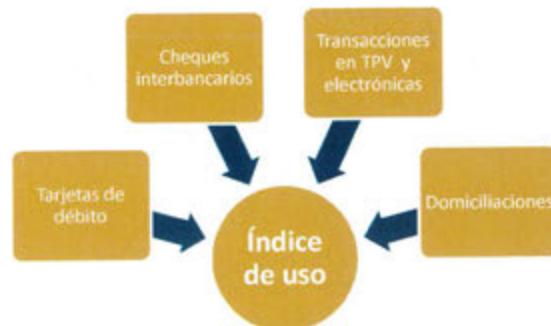 Cheques
interbancarios
Transacciones
en TPV y
electrónicas
Tarjetas de
débito
Domiciliaciones
Índice
de uso